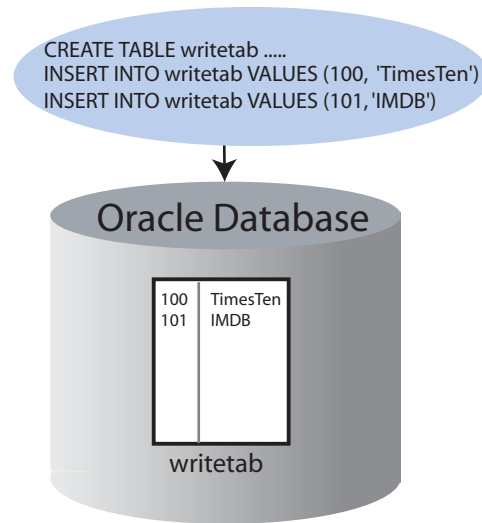 CREATE TABLE writetab .....
INSERT INTO writetab VALUES (100, 'TimesTen')
INSERT INTO writetab VALUES (101, 'IMDB')
Oracle Database
100 TimesTen
101 IMDB
writetab